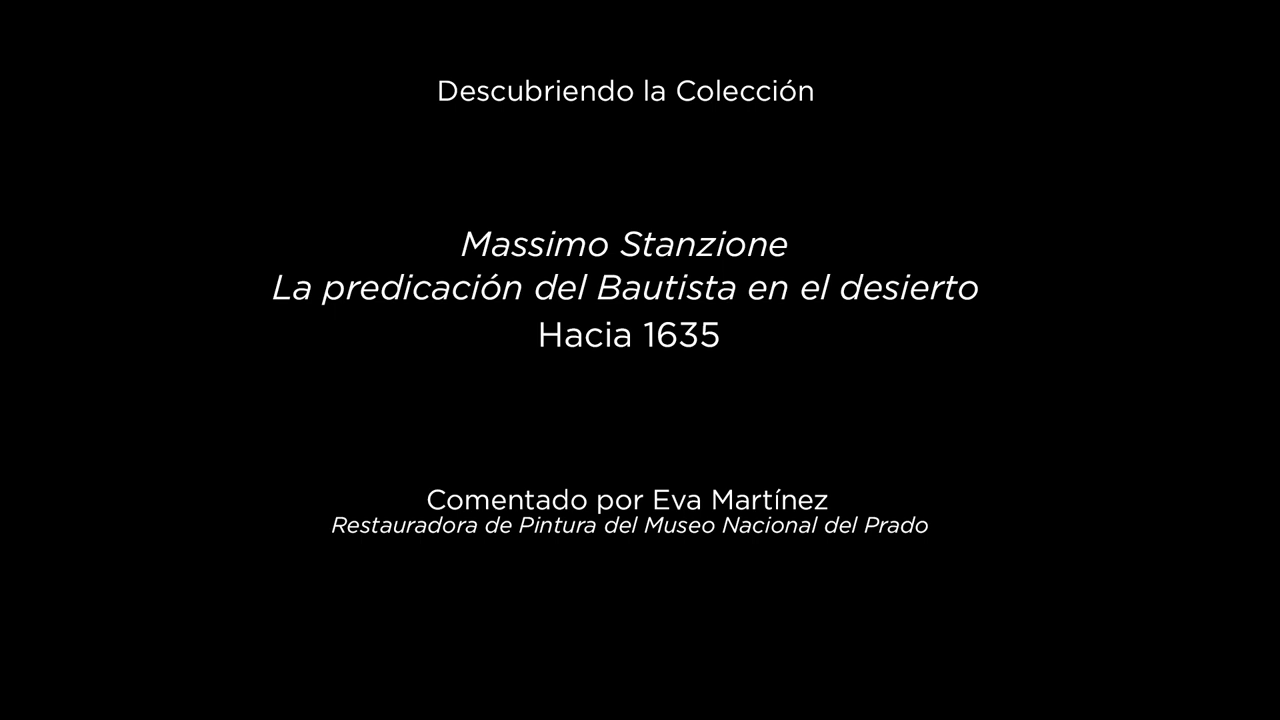 Descubriendo la Colección
Massimo Stanzione
La predicación del Bautista en el desierto
Hacia 1635
Comentado por Eva Martínez
Restauradora de Pintura del Museo Nacional del Prado